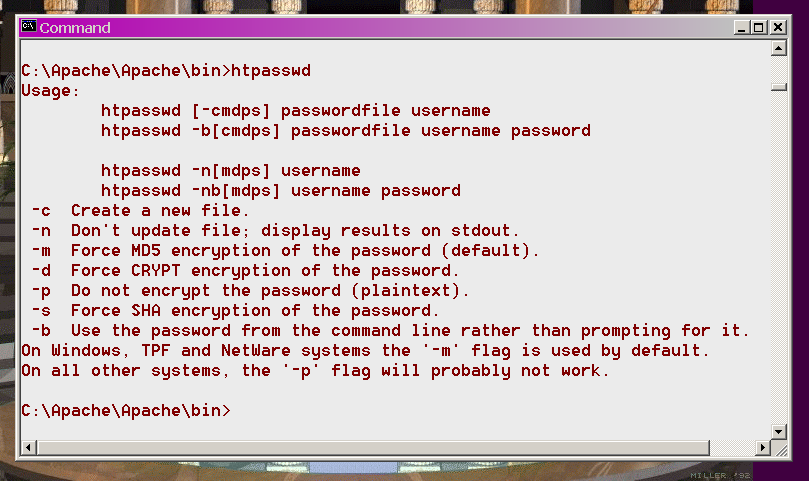 Command
C:\Apache\Apache\bin>htpasswd
Usage:
        htpasswd [-cmdps] passwordfile username
        htpasswd -b[cmdps] passwordfile username password

        htpasswd -n[mdps] username
        htpasswd -nb[mdps] username password
 -c  Create a new file.
 -n  Don't update file; display results on stdout.
 -m  Force MD5 encryption of the password (default).
 -d  Force CRYPT encryption of the password.
 -p  Do not encrypt the password (plaintext).
 -s  Force SHA encryption of the password.
 -b  Use the password from the command line rather than prompting for it.
On Windows, TPF and NetWare systems the '-m' flag is used by default.
On all other systems, the '-p' flag will probably not work.

C:\Apache\Apache\bin>
MILLER '92